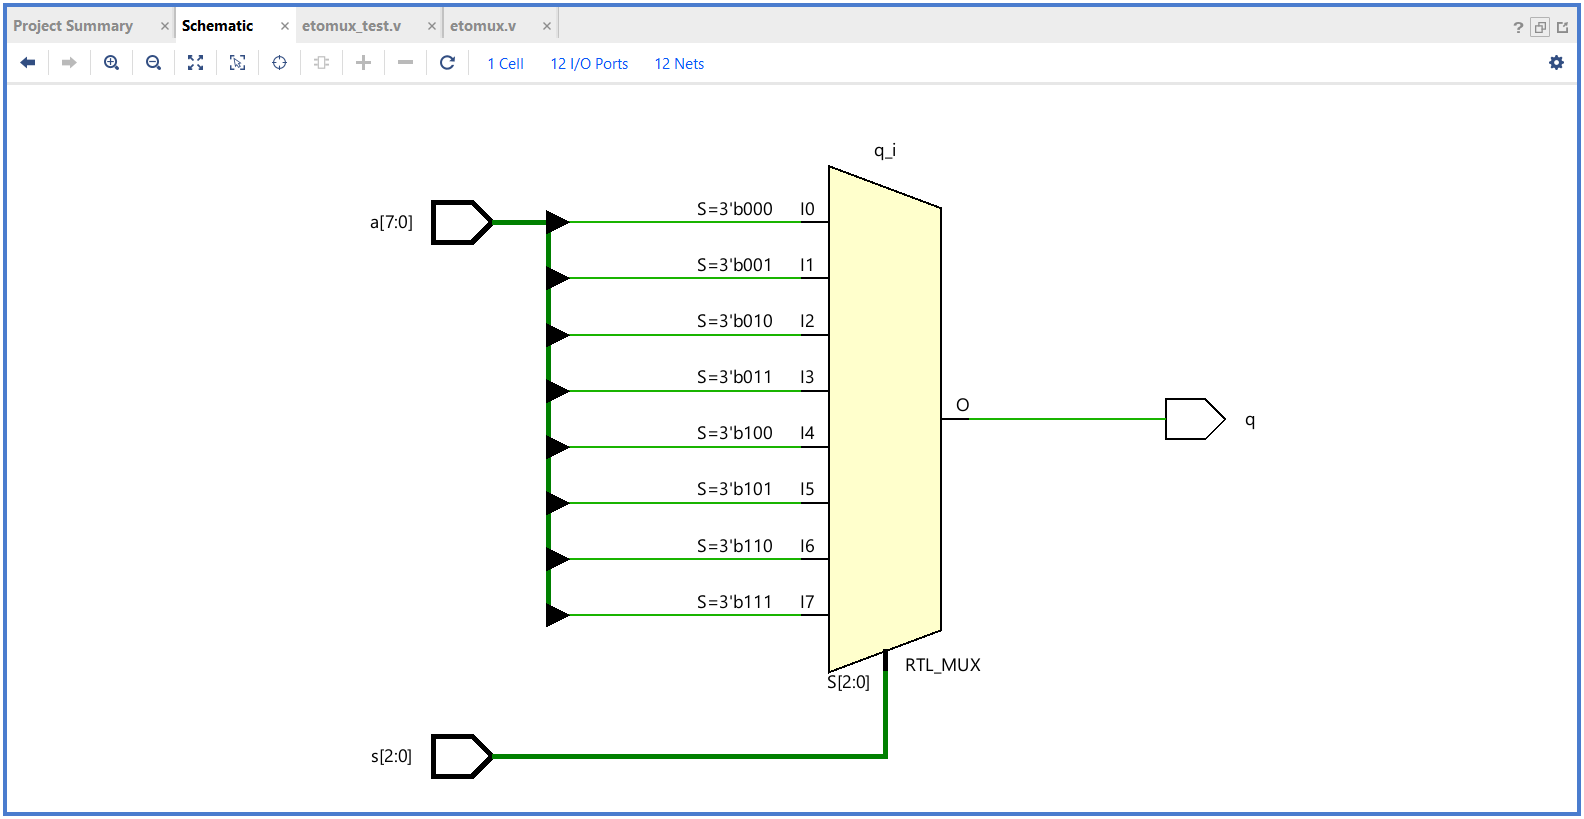 Project Summary × Schematic × etomux_test.v × etomux.v × ?
1 Cell 12 I/O Ports 12 Nets
q_i
a[7:0]
S=3'b000 I0
S=3'b001 I1
S=3'b010 I2
S=3'b011 I3
S=3'b100 I4
S=3'b101 I5
S=3'b110 I6
S=3'b111 I7
O
q
RTL_MUX
S[2:0]
s[2:0]